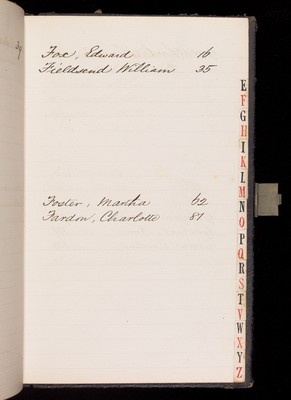 Fox, Edward 16
Fieldsend William 35
Foster, Martha 62
Fardon, Charlotte 81
E
F
G
H
I
K
L
M
N
O
P
Q
R
S
T
V
W
X
Y
Z